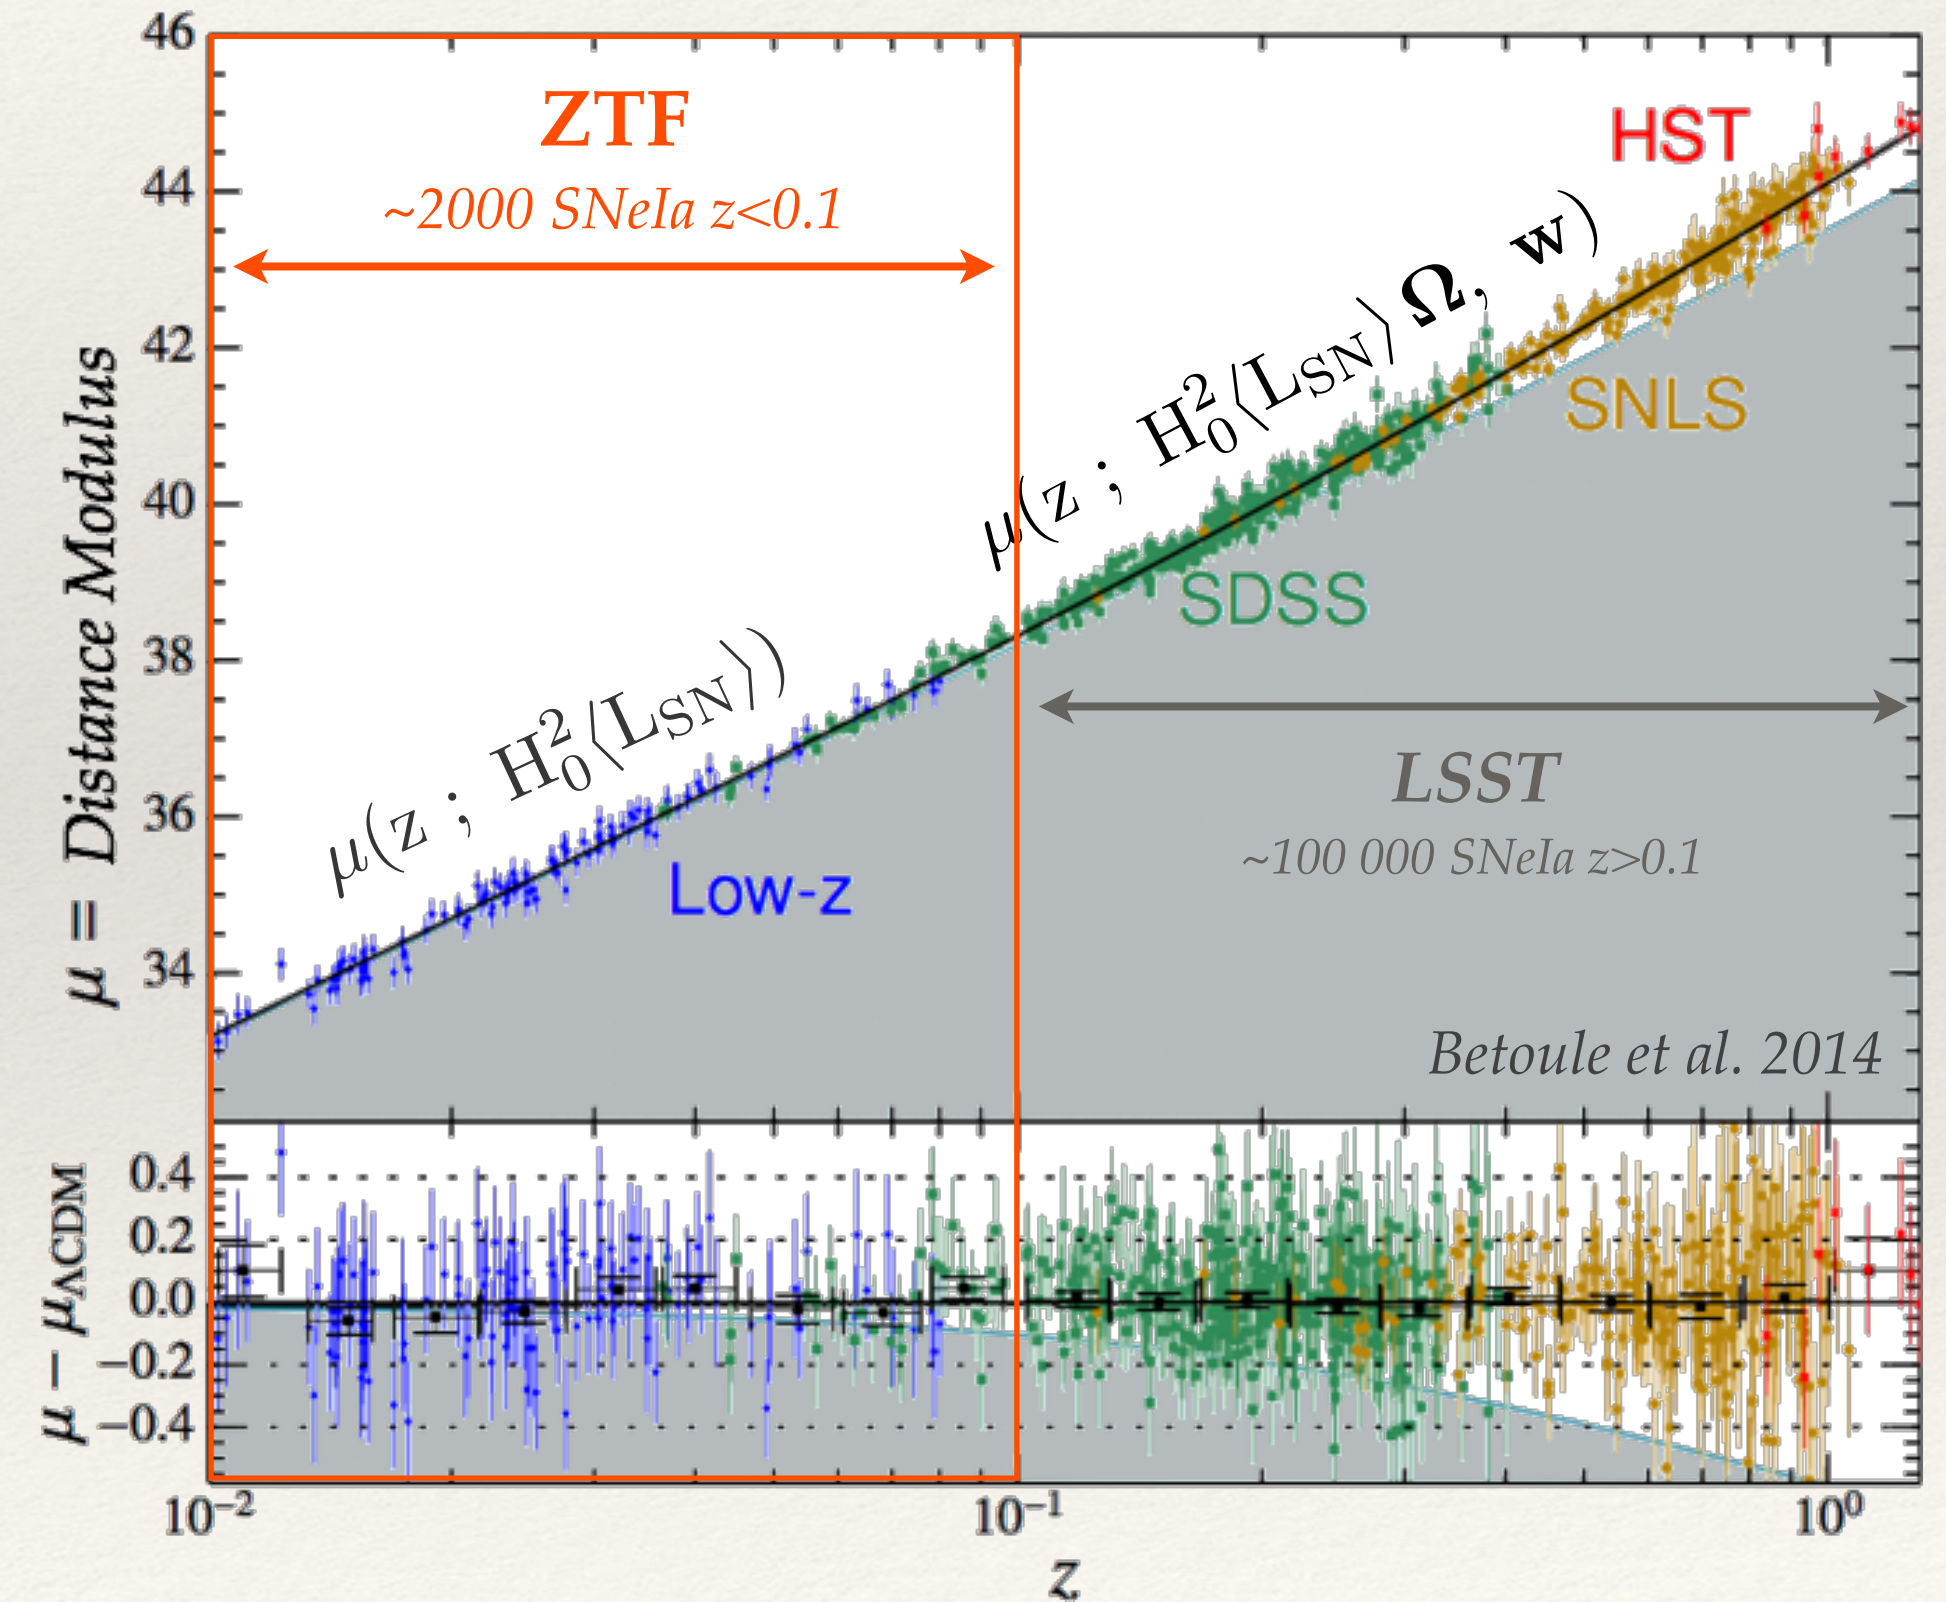 46
44
42
40
38
36
34
μ = Distance Modulus
ZTF
~2000 SNeIa z<0.1
HST
μ(z ; H₀²⟨L_SN⟩ Ω, w)
SNLS
SDSS
μ(z ; H₀²⟨L_SN⟩)
Low-z
LSST
~100 000 SNeIa z>0.1
Betoule et al. 2014
μ − μΛCDM
0.4
0.2
0.0
−0.2
−0.4
10⁻² 10⁻¹ 10⁰
z